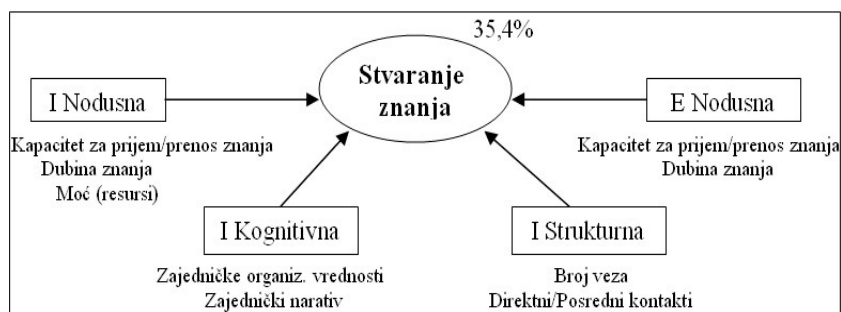 35,4%
Stvaranje
znanja
I Nodusna
E Nodusna
Kapacitet za prijem/prenos znanja
Dubina znanja
Moć (resursi)
Kapacitet za prijem/prenos znanja
Dubina znanja
I Kognitivna
I Strukturna
Zajedničke organiz. vrednosti
Zajednički narativ
Broj veza
Direktni/Posredni kontakti